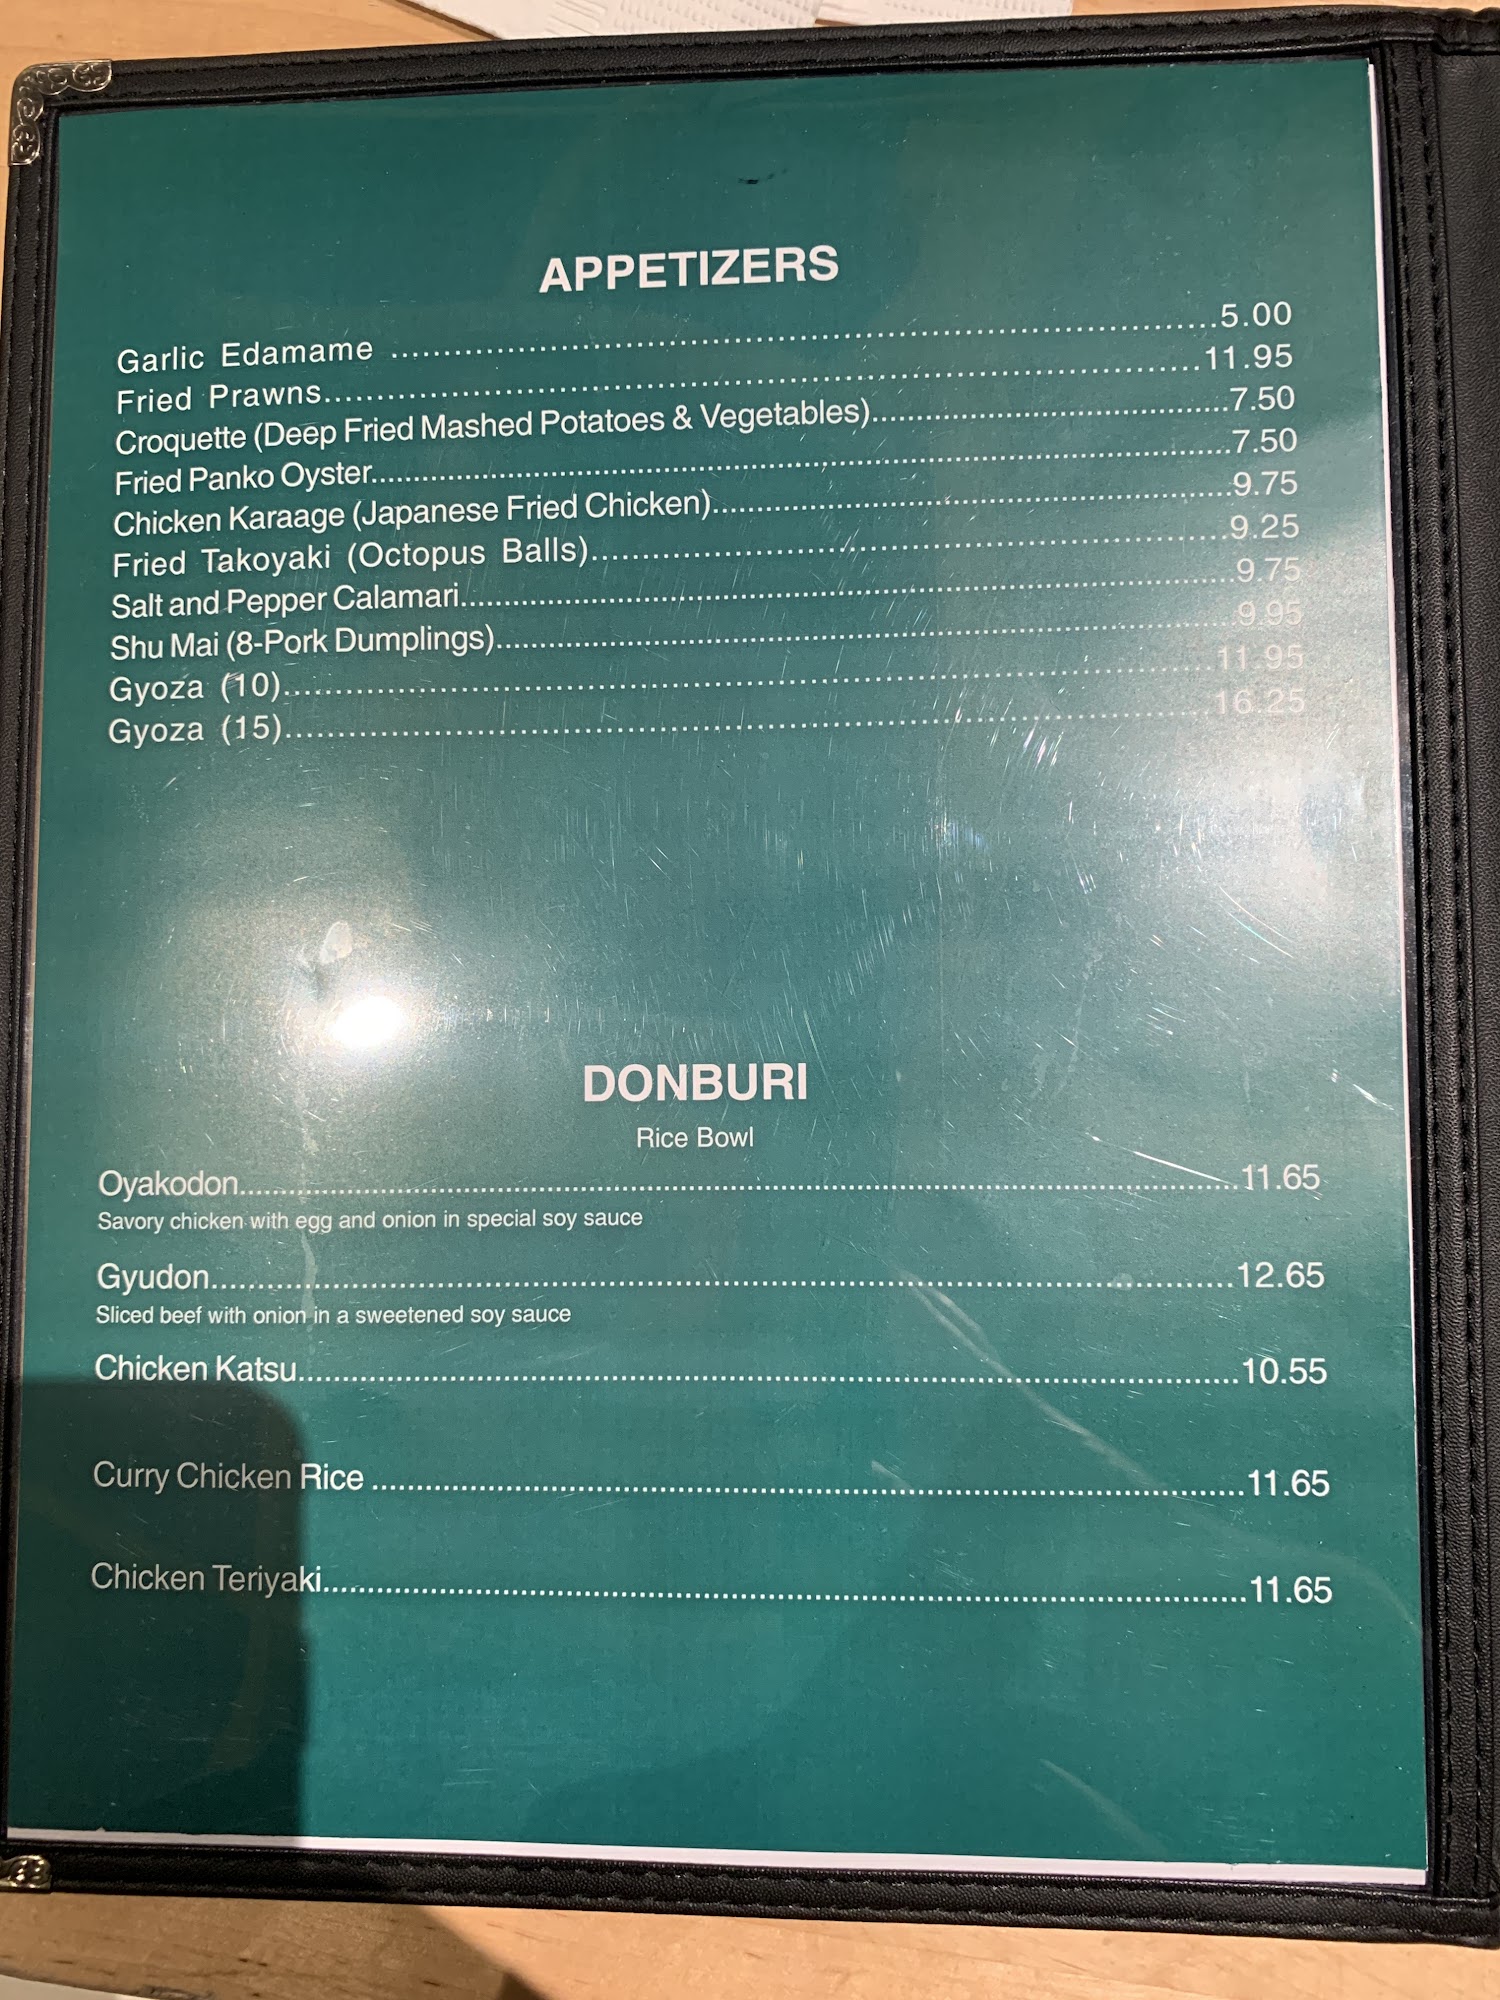 APPETIZERS
Garlic Edamame ........5.00
Fried Prawns........11.95
Croquette (Deep Fried Mashed Potatoes & Vegetables)........7.50
Fried Panko Oyster........7.50
Chicken Karaage (Japanese Fried Chicken)........9.75
Fried Takoyaki (Octopus Balls)........9.25
Salt and Pepper Calamari........9.75
Shu Mai (8-Pork Dumplings)........9.95
Gyoza (10)........11.95
Gyoza (15)........16.25
DONBURI
Rice Bowl
Oyakodon........11.65
Savory chicken with egg and onion in special soy sauce
Gyudon........12.65
Sliced beef with onion in a sweetened soy sauce
Chicken Katsu........10.55
Curry Chicken Rice ........11.65
Chicken Teriyaki........11.65